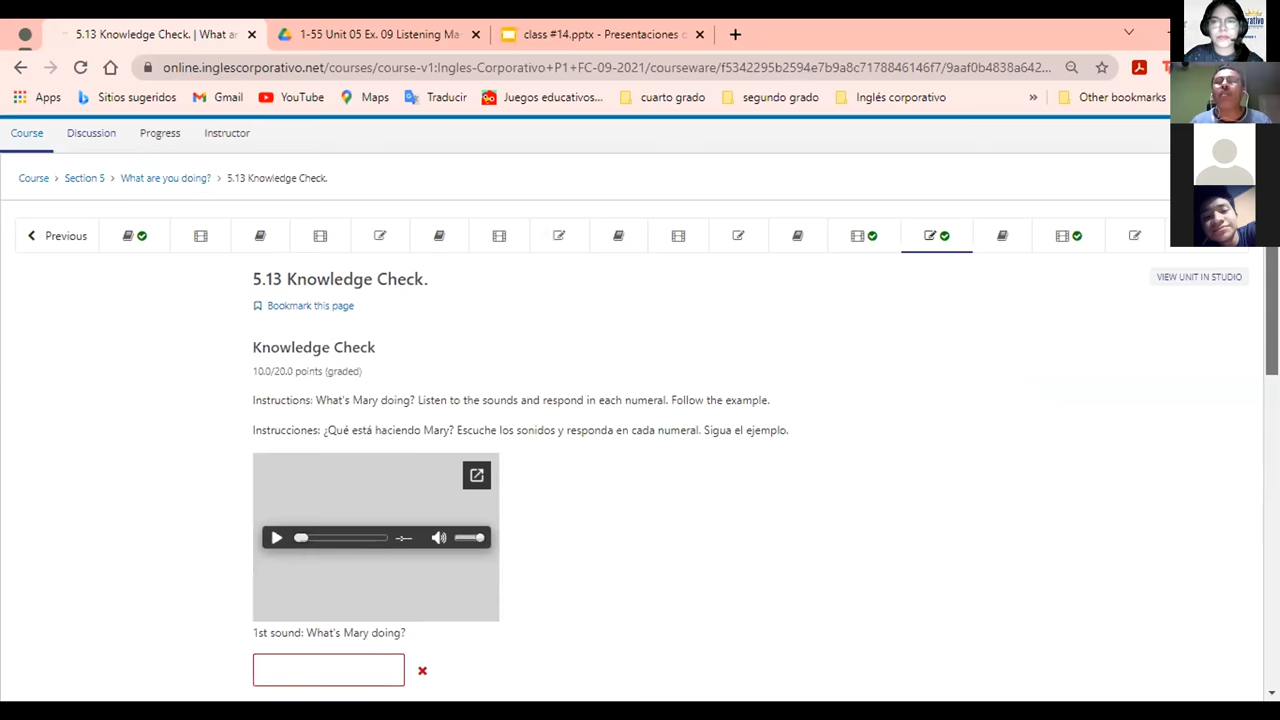 5.13 Knowledge Check. | What ar
1-55 Unit 05 Ex. 09 Listening Ma
class #14.pptx - Presentaciones c
online.inglescorporativo.net/courses/course-v1:Ingles-Corporativo+P1+FC-09-2021/courseware/f5342295b2594e7b9a8c7178846146f7/9aaf0b4838a642...
Apps
Sitios sugeridos
Gmail
YouTube
Maps
Traducir
Juegos educativos...
cuarto grado
segundo grado
Inglés corporativo
»
Other bookmarks
Course
Discussion
Progress
Instructor
Course > Section 5 > What are you doing? > 5.13 Knowledge Check.
Previous
5.13 Knowledge Check.
VIEW UNIT IN STUDIO
Bookmark this page
Knowledge Check
10.0/20.0 points (graded)
Instructions: What's Mary doing? Listen to the sounds and respond in each numeral. Follow the example.
Instrucciones: ¿Qué está haciendo Mary? Escuche los sonidos y responda en cada numeral. Sigua el ejemplo.
-:-
1st sound: What's Mary doing?